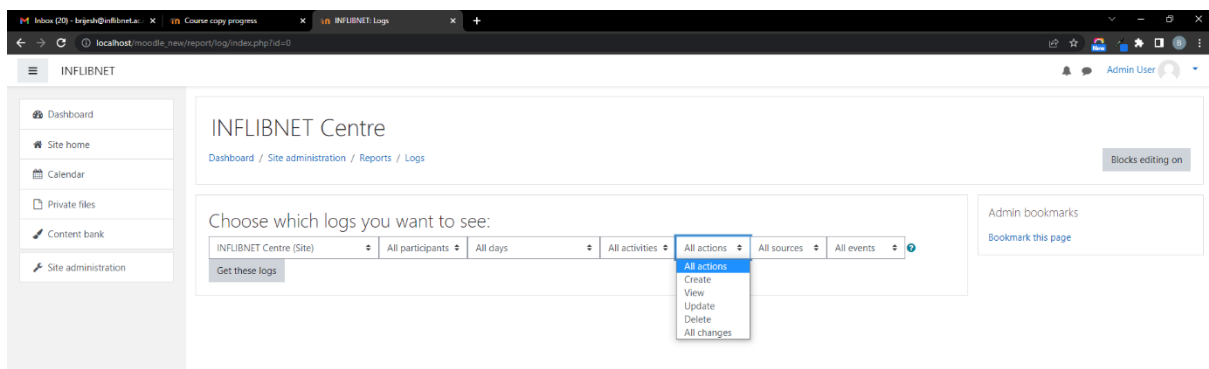 Inbox (20) - brijesh@inflibnet.ac. Course copy progress INFLIBNET: Logs
localhost/moodle_new/report/log/index.php?id=0
New B
INFLIBNET Admin User
Dashboard
Site home
Calendar
Private files
Content bank
Site administration
INFLIBNET Centre
Dashboard / Site administration / Reports / Logs
Blocks editing on
Choose which logs you want to see:
INFLIBNET Centre (Site) All participants All days All activities All actions All sources All events
Get these logs
All actions
Create
View
Update
Delete
All changes
Admin bookmarks
Bookmark this page